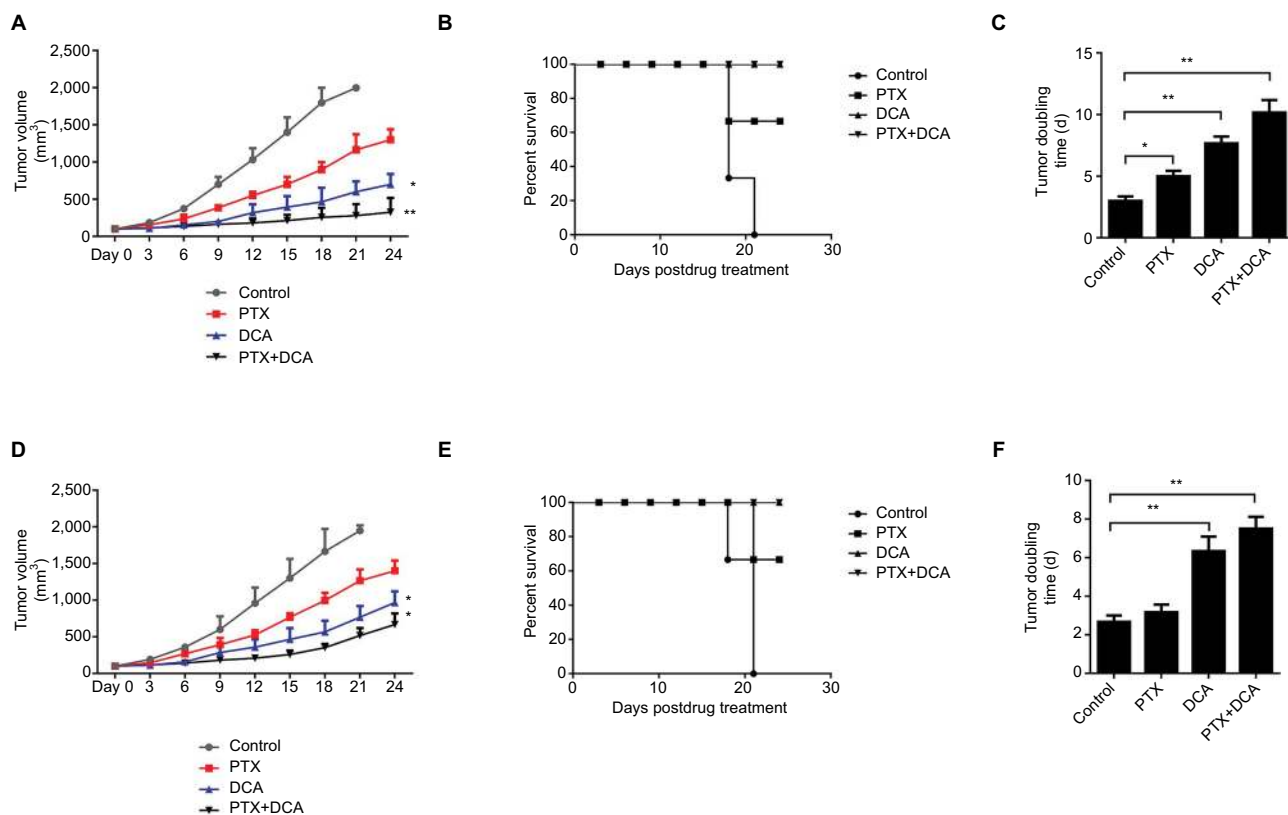 A
Tumor volume
(mm³)
2,500
2,000
1,500
1,000
500
0
Day 0 3 6 9 12 15 18 21 24
*
**
Control
PTX
DCA
PTX+DCA
B
Percent survival
100
80
60
40
20
0
0 10 20 30
Days postdrug treatment
Control
PTX
DCA
PTX+DCA
C
Tumor doubling
time (d)
15
10
5
0
**
**
*
Control
PTX
DCA
PTX+DCA
D
Tumor volume
(mm³)
2,500
2,000
1,500
1,000
500
0
Day 0 3 6 9 12 15 18 21 24
*
*
Control
PTX
DCA
PTX+DCA
E
Percent survival
100
80
60
40
20
0
0 10 20 30
Days postdrug treatment
Control
PTX
DCA
PTX+DCA
F
Tumor doubling
time (d)
10
8
6
4
2
0
**
**
Control
PTX
DCA
PTX+DCA